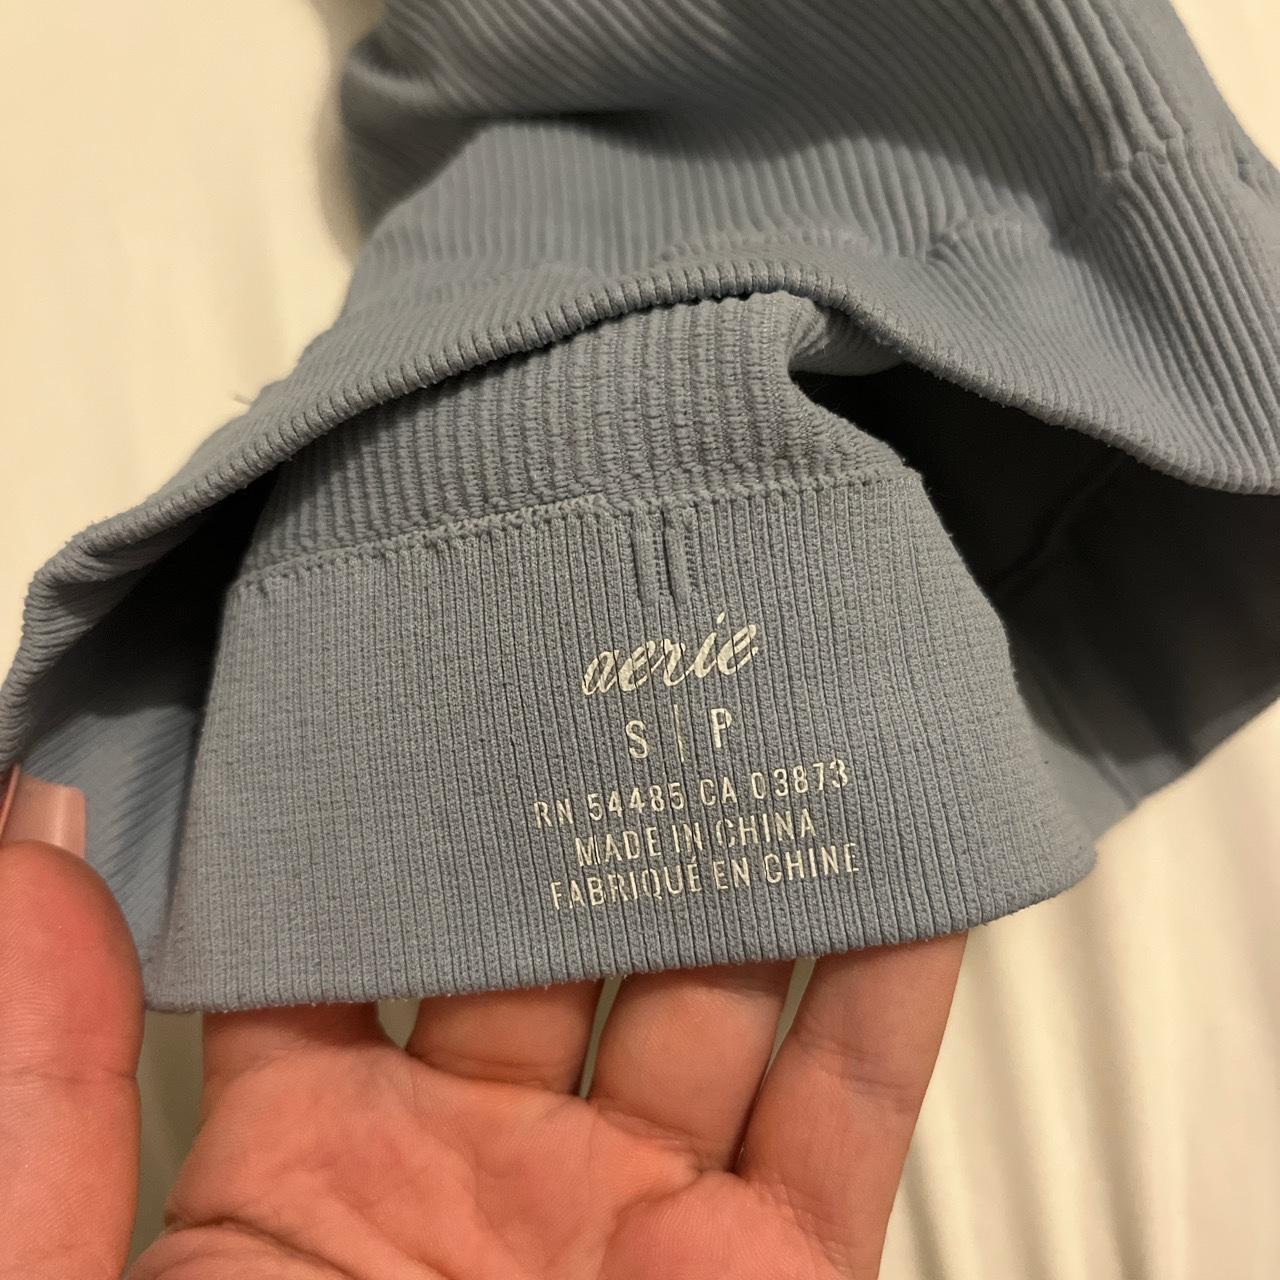 aerie
S | P
RN 54485 CA 03873
MADE IN CHINA
FABRIQUÉ EN CHINE